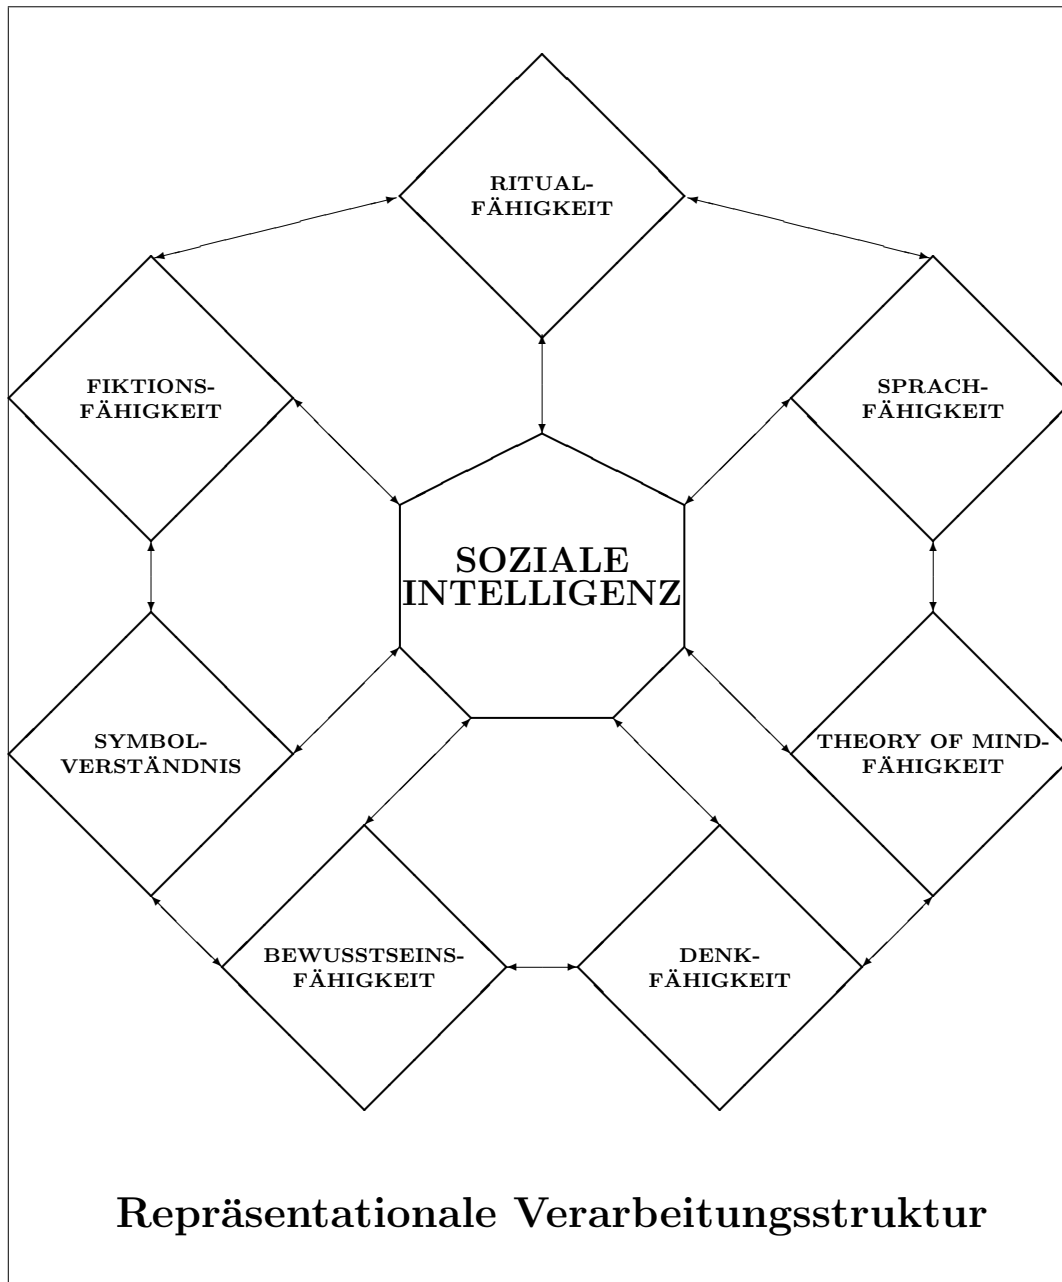 RITUAL-
FÄHIGKEIT
FIKTIONS-
FÄHIGKEIT
SPRACH-
FÄHIGKEIT
SOZIALE
INTELLIGENZ
SYMBOL-
VERSTÄNDNIS
THEORY OF MIND-
FÄHIGKEIT
BEWUSSTSEINS-
FÄHIGKEIT
DENK-
FÄHIGKEIT
Repräsentationale Verarbeitungsstruktur